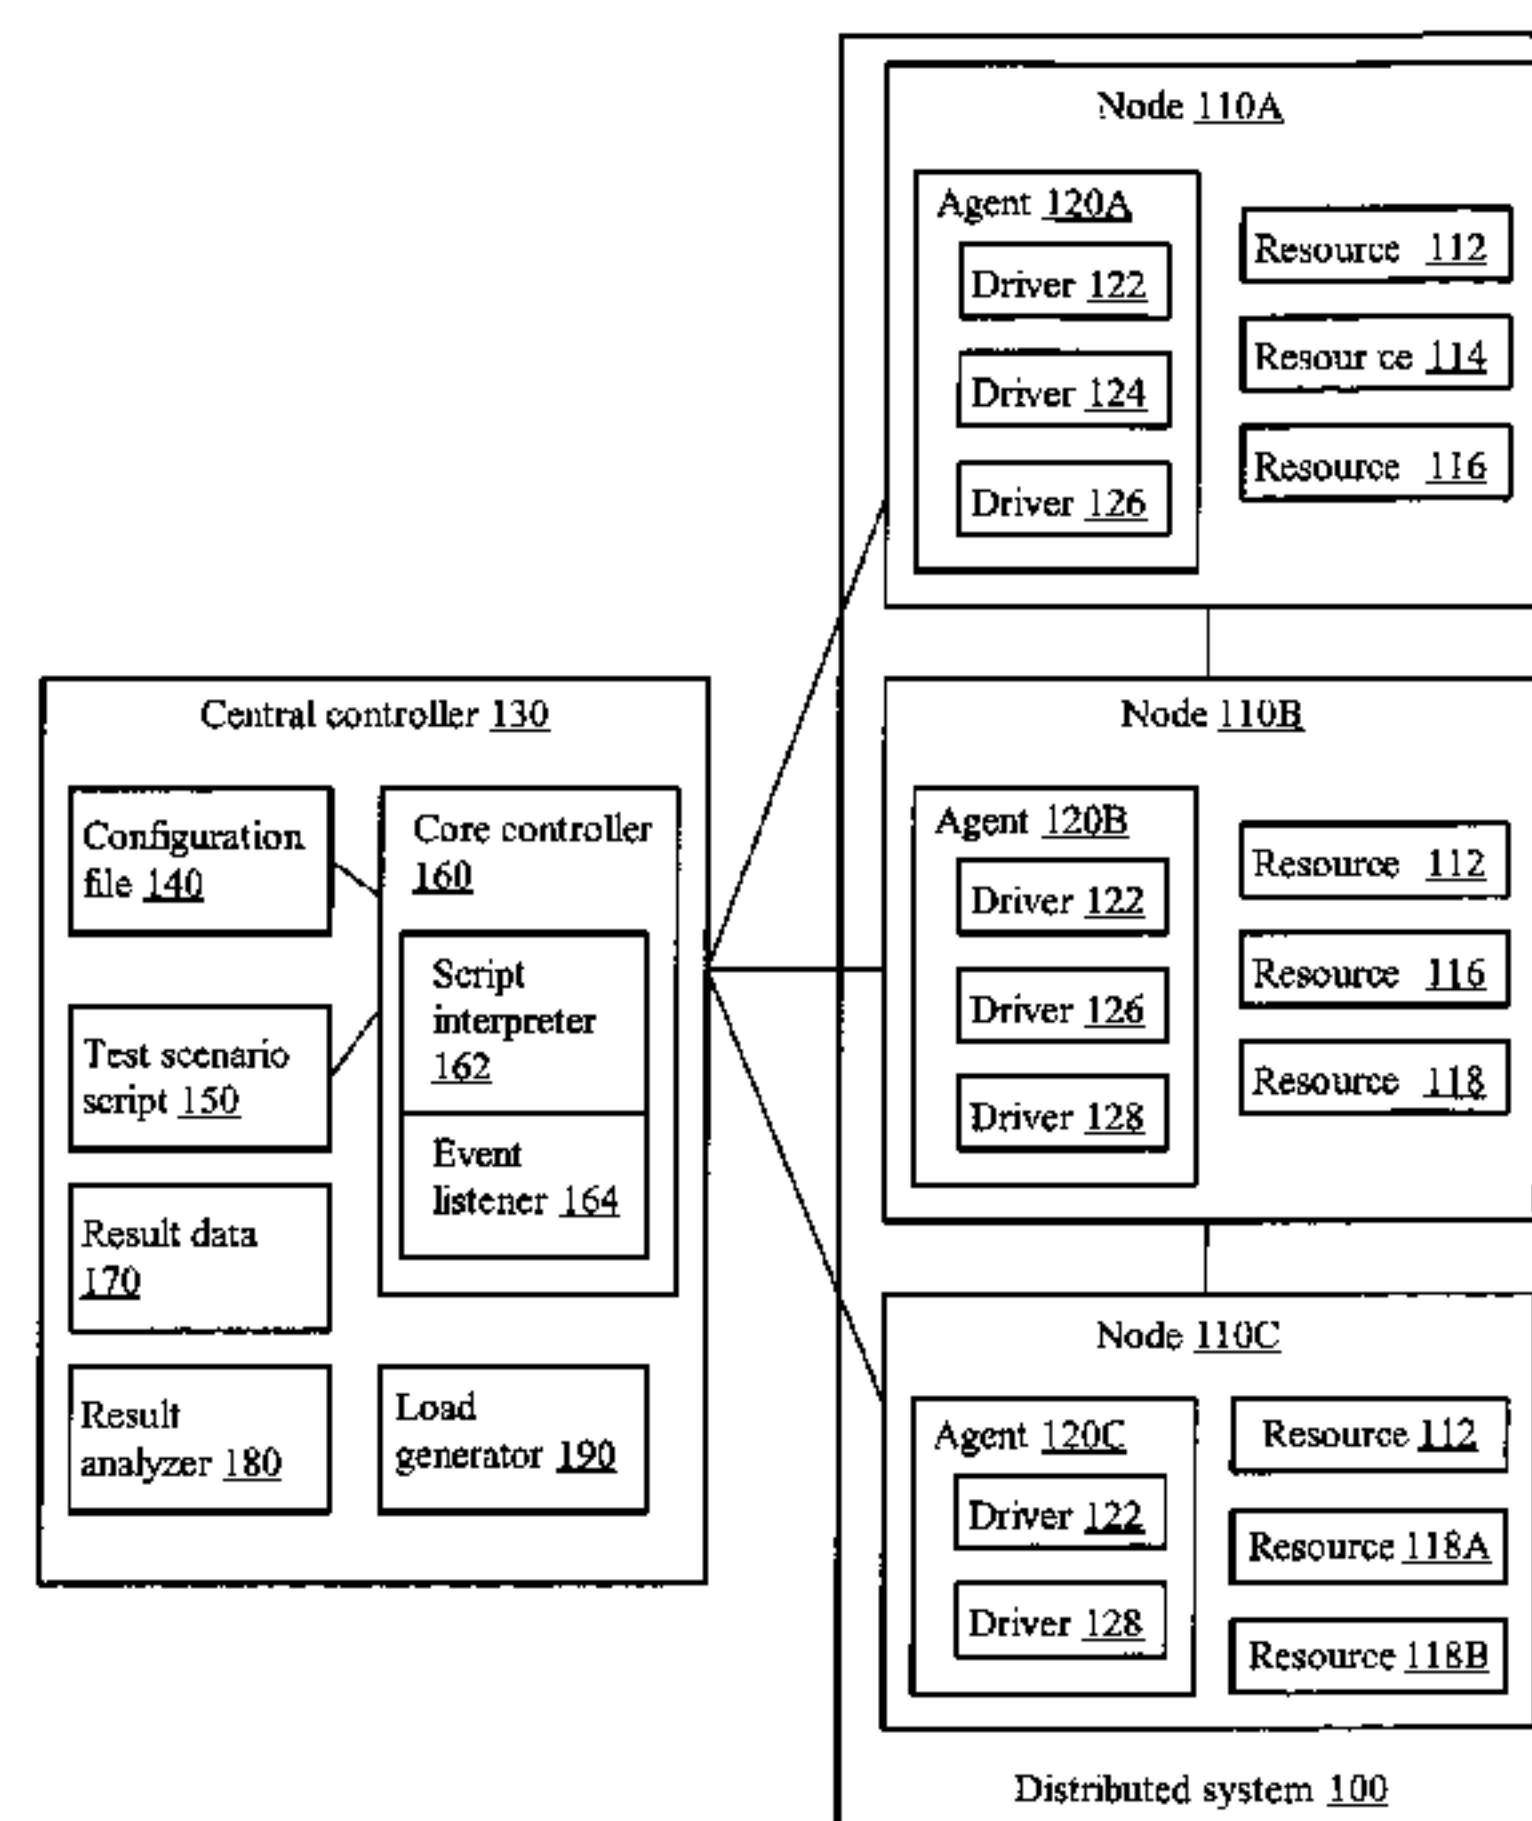 Node 110A
Agent 120A
Driver 122
Driver 124
Driver 126
Resource 112
Resource 114
Resource 116
Central controller 130
Configuration
file 140
Test scenario
script 150
Result data
170
Result
analyzer 180
Core controller
160
Script
interpreter
162
Event
listener 164
Load
generator 190
Node 110B
Agent 120B
Driver 122
Driver 126
Driver 128
Resource 112
Resource 116
Resource 118
Node 110C
Agent 120C
Driver 122
Driver 128
Resource 112
Resource 118A
Resource 118B
Distributed system 100